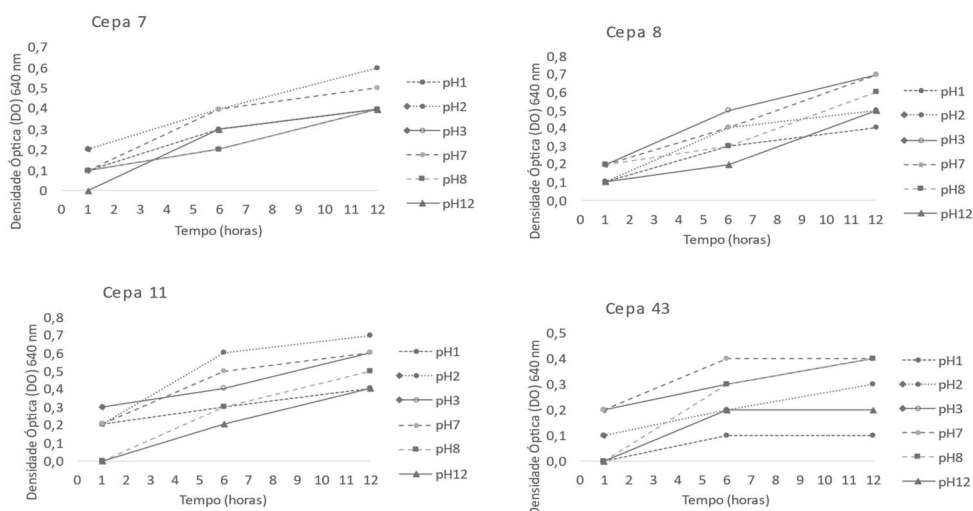 Cepa 7
Densidade Óptica (DO) 640 nm
0,7
0,6
0,5
0,4
0,3
0,2
0,1
0
0 1 2 3 4 5 6 7 8 9 10 11 12
Tempo (horas)
pH1
pH2
pH3
pH7
pH8
pH12
Cepa 8
Densidade Óptica (DO) 640 nm
0,8
0,7
0,6
0,5
0,4
0,3
0,2
0,1
0,0
0 1 2 3 4 5 6 7 8 9 10 11 12
Tempo (horas)
pH1
pH2
pH3
pH7
pH8
pH12
Cepa 11
Densidade Óptica (DO) 640 nm
0,8
0,7
0,6
0,5
0,4
0,3
0,2
0,1
0,0
0 1 2 3 4 5 6 7 8 9 10 11 12
Tempo (horas)
pH1
pH2
pH3
pH7
pH8
pH12
Cepa 43
Densidade Óptica (DO) 640 nm
0,5
0,4
0,3
0,2
0,1
0,0
0 1 2 3 4 5 6 7 8 9 10 11 12
Tempo (horas)
pH1
pH2
pH3
pH7
pH8
pH12